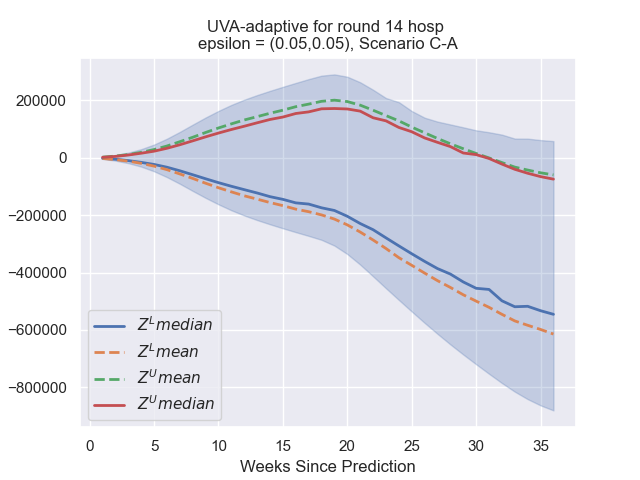 UVA-adaptive for round 14 hosp
epsilon = (0.05,0.05), Scenario C-A
200000
0
−200000
−400000
−600000
−800000
Z^L median
Z^L mean
Z^U mean
Z^U median
0 5 10 15 20 25 30 35
Weeks Since Prediction